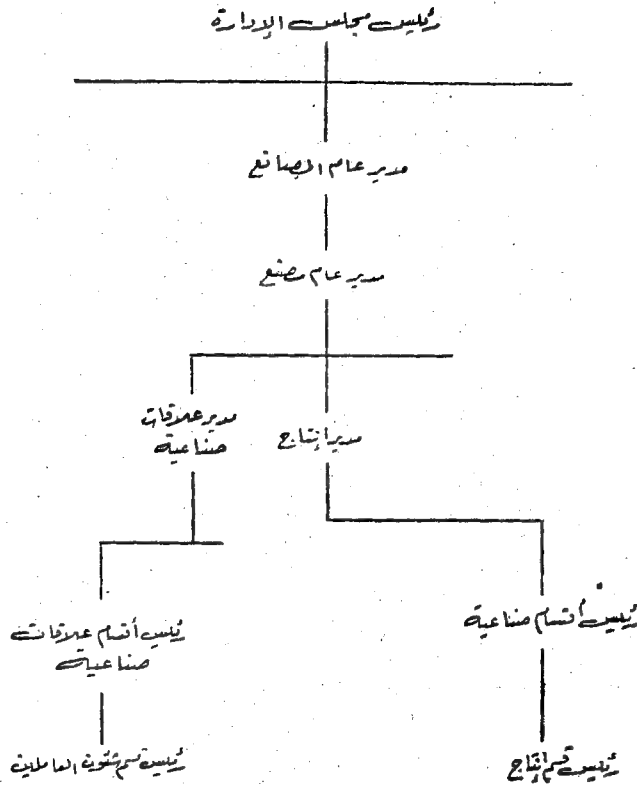 رئيس مجلس الإدارة
مدير عام المصانع
مدير عام مصنع
مدير إنتاج
مدير علاقات
صناعية
رئيس أقسام صناعية
رئيس أقسام علاقات
صناعية
رئيس قسم إنتاج
رئيس قسم شئون العاملين